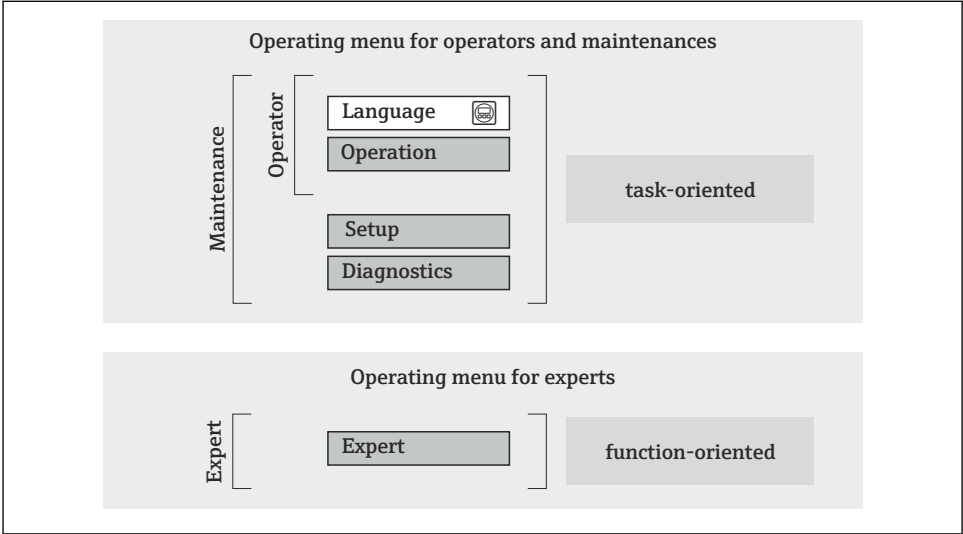 Operating menu for operators and maintenances
Maintenance
Operator
Language
Operation
Setup
Diagnostics
task-oriented
Operating menu for experts
Expert
Expert
function-oriented